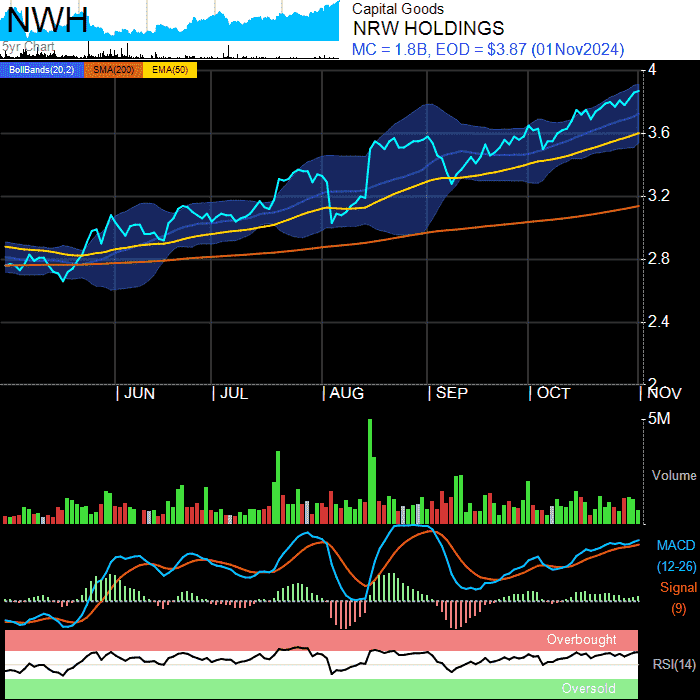 NWH
5yr Chart
Capital Goods
NRW HOLDINGS
MC = 1.8B, EOD = $3.87 (01Nov2024)
BollBands(20,2) SMA(200) EMA(50)
4
3.6
3.2
2.8
2.4
2
JUN JUL AUG SEP OCT NOV
5M
Volume
MACD
(12-26)
Signal
(9)
Overbought
RSI(14)
Oversold